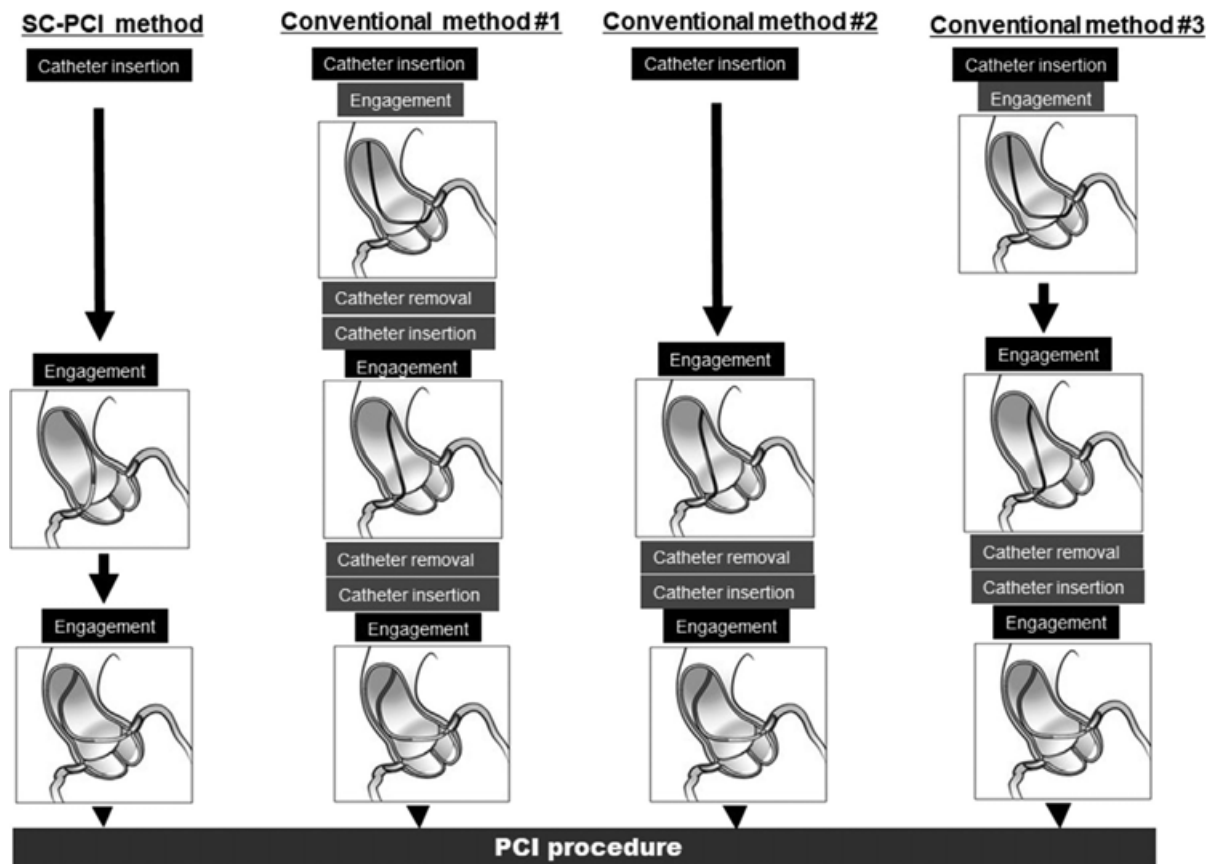 SC-PCI method
Catheter insertion
Engagement
Engagement
Conventional method #1
Catheter insertion
Engagement
Catheter removal
Catheter insertion
Engagement
Catheter removal
Catheter insertion
Engagement
Conventional method #2
Catheter insertion
Engagement
Catheter removal
Catheter insertion
Engagement
Conventional method #3
Catheter insertion
Engagement
Engagement
Catheter removal
Catheter insertion
Engagement
PCI procedure